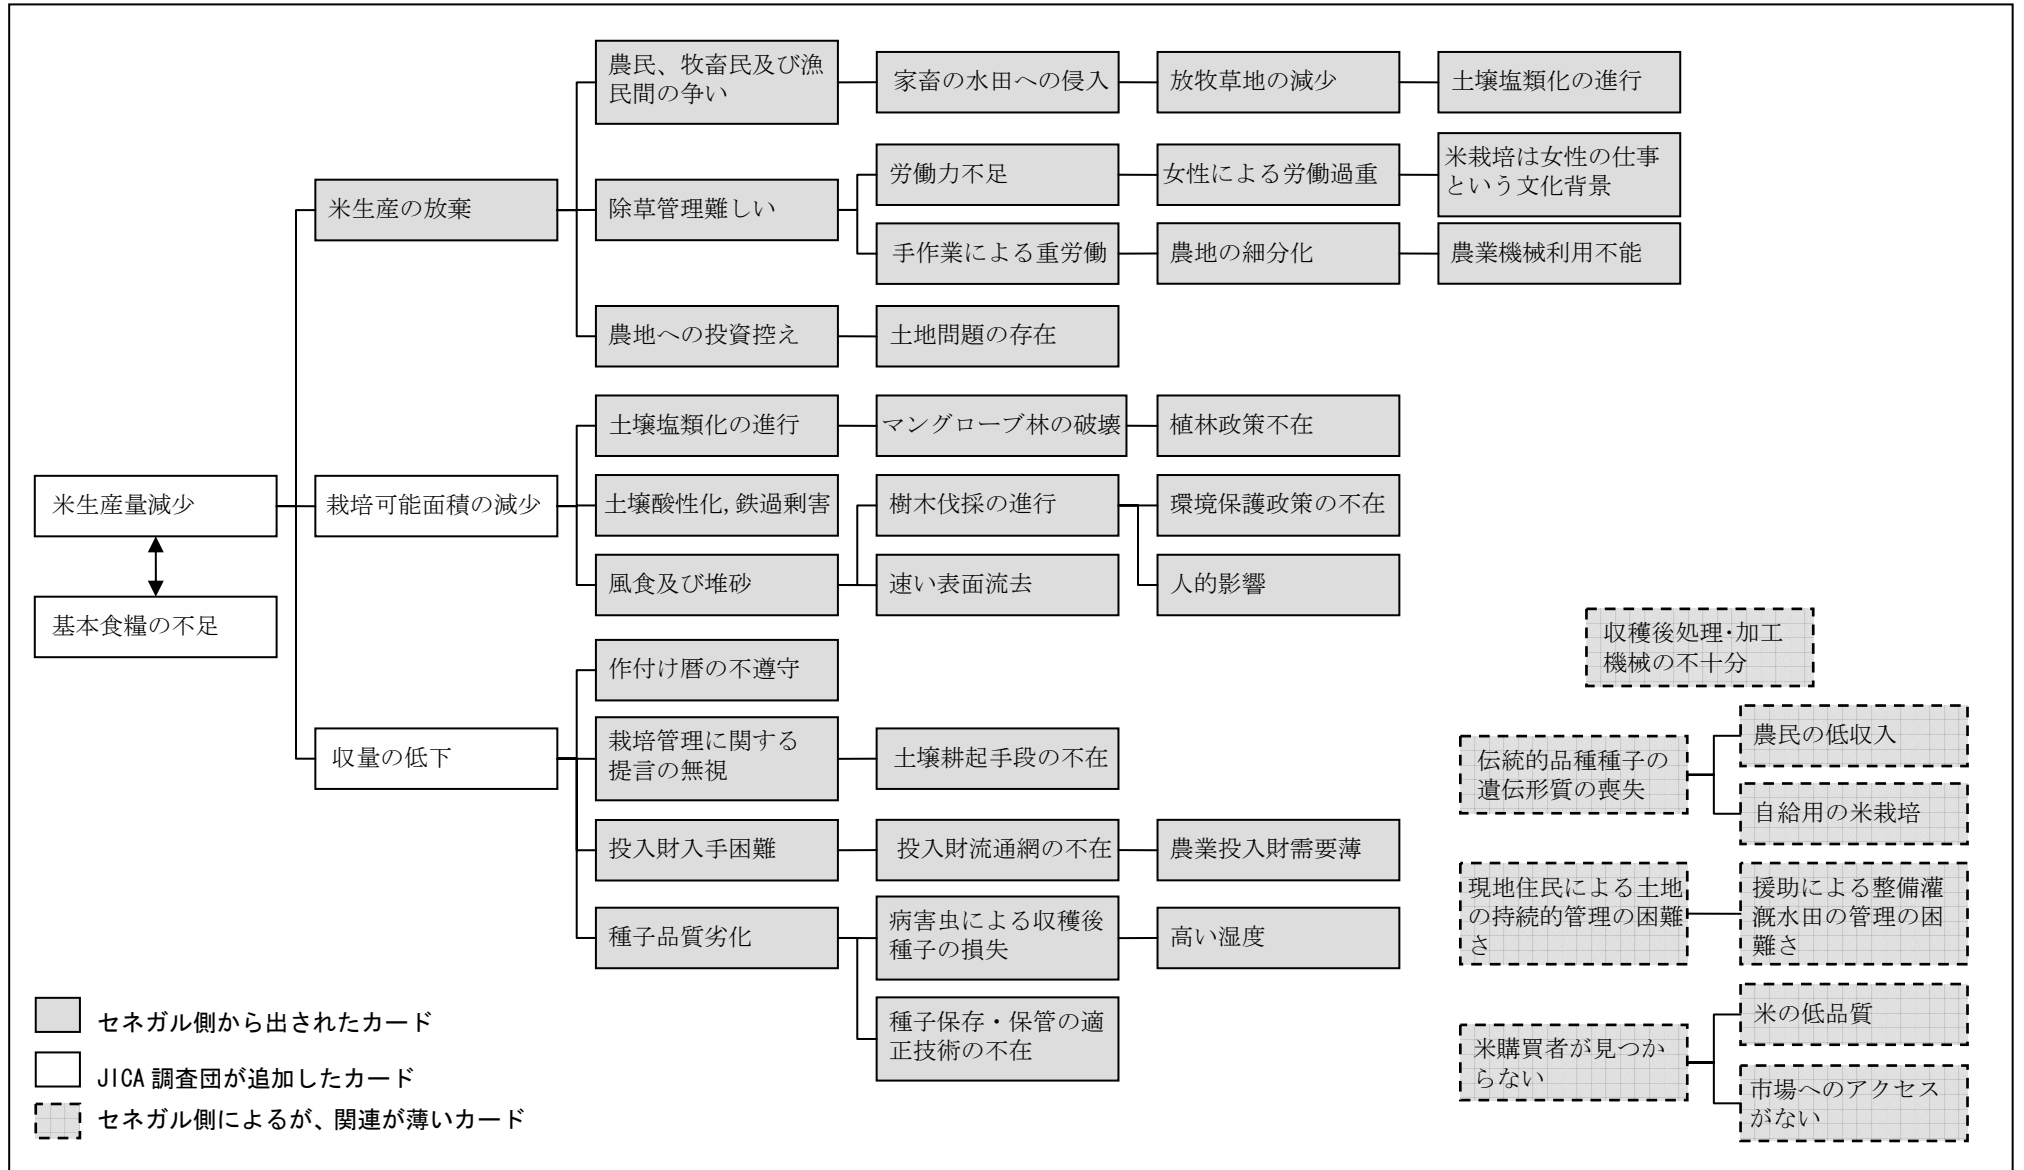 農民、牧畜民及び漁
民間の争い
家畜の水田への侵入
放牧草地の減少
土壌塩類化の進行
米生産の放棄
除草管理難しい
労働力不足
女性による労働過重
米栽培は女性の仕事
という文化背景
手作業による重労働
農地の細分化
農業機械利用不能
農地への投資控え
土地問題の存在
土壌塩類化の進行
マングローブ林の破壊
植林政策不在
米生産量減少
栽培可能面積の減少
土壌酸性化,鉄過剰害
樹木伐採の進行
環境保護政策の不在
風食及び堆砂
速い表面流去
人的影響
基本食糧の不足
収量の低下
作付け暦の不遵守
栽培管理に関する
提言の無視
土壌耕起手段の不在
投入財入手困難
投入財流通網の不在
農業投入財需要薄
種子品質劣化
病害虫による収穫後
種子の損失
高い湿度
種子保存・保管の適
正技術の不在
収穫後処理・加工
機械の不十分
伝統的品種種子の
遺伝形質の喪失
農民の低収入
自給用の米栽培
現地住民による土地
の持続的管理の困難
さ
援助による整備灌
漑水田の管理の困
難さ
米購買者が見つか
らない
米の低品質
市場へのアクセス
がない
セネガル側から出されたカード
JICA 調査団が追加したカード
セネガル側によるが、関連が薄いカード